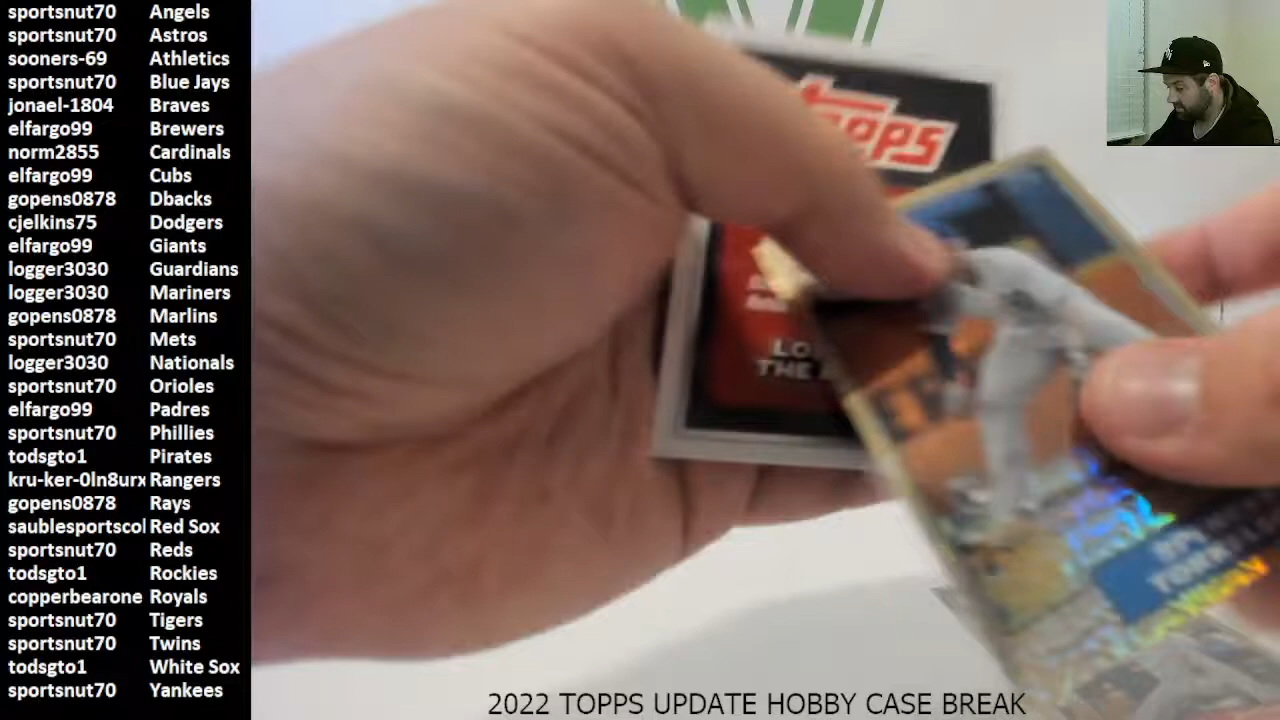 sportsnut70 Angels
sportsnut70 Astros
sooners-69 Athletics
sportsnut70 Blue Jays
jonael-1804 Braves
elfargo99 Brewers
norm2855 Cardinals
elfargo99 Cubs
gopens0878 Dbacks
cjelkins75 Dodgers
elfargo99 Giants
logger3030 Guardians
logger3030 Mariners
gopens0878 Marlins
sportsnut70 Mets
logger3030 Nationals
sportsnut70 Orioles
elfargo99 Padres
sportsnut70 Phillies
todsgto1 Pirates
kru-ker-0ln8urx Rangers
gopens0878 Rays
saublesportscol Red Sox
sportsnut70 Reds
todsgto1 Rockies
copperbearone Royals
sportsnut70 Tigers
sportsnut70 Twins
todsgto1 White Sox
sportsnut70 Yankees
topps
THE
2022 TOPPS UPDATE HOBBY CASE BREAK